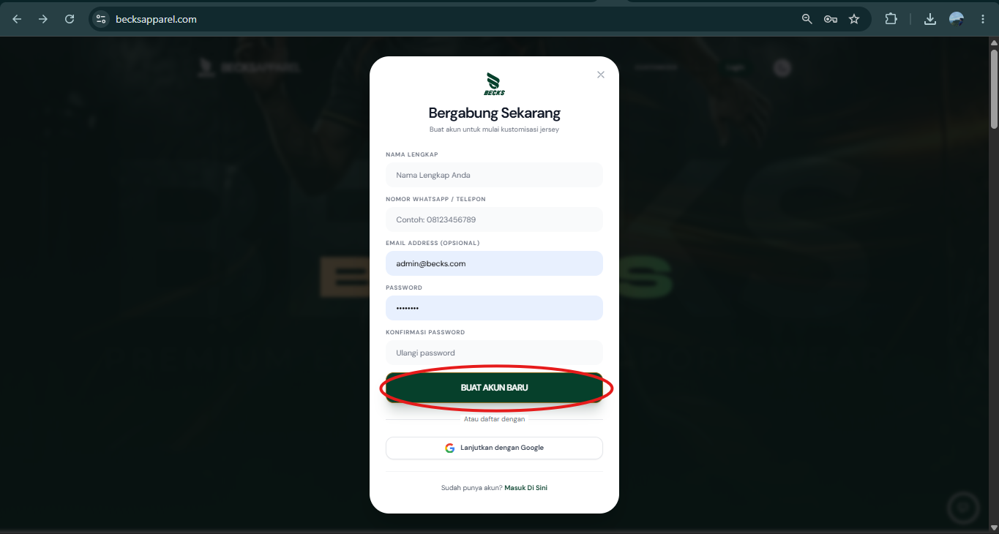 becksapparel.com
BECKSAPPAREL
Login
BECKS
Bergabung Sekarang
Buat akun untuk mulai kustomisasi jersey
NAMA LENGKAP
Nama Lengkap Anda
NOMOR WHATSAPP / TELEPON
Contoh: 08123456789
EMAIL ADDRESS (OPSIONAL)
admin@becks.com
PASSWORD
••••••••
KONFIRMASI PASSWORD
Ulangi password
BUAT AKUN BARU
Atau daftar dengan
Lanjutkan dengan Google
Sudah punya akun? Masuk Di Sini